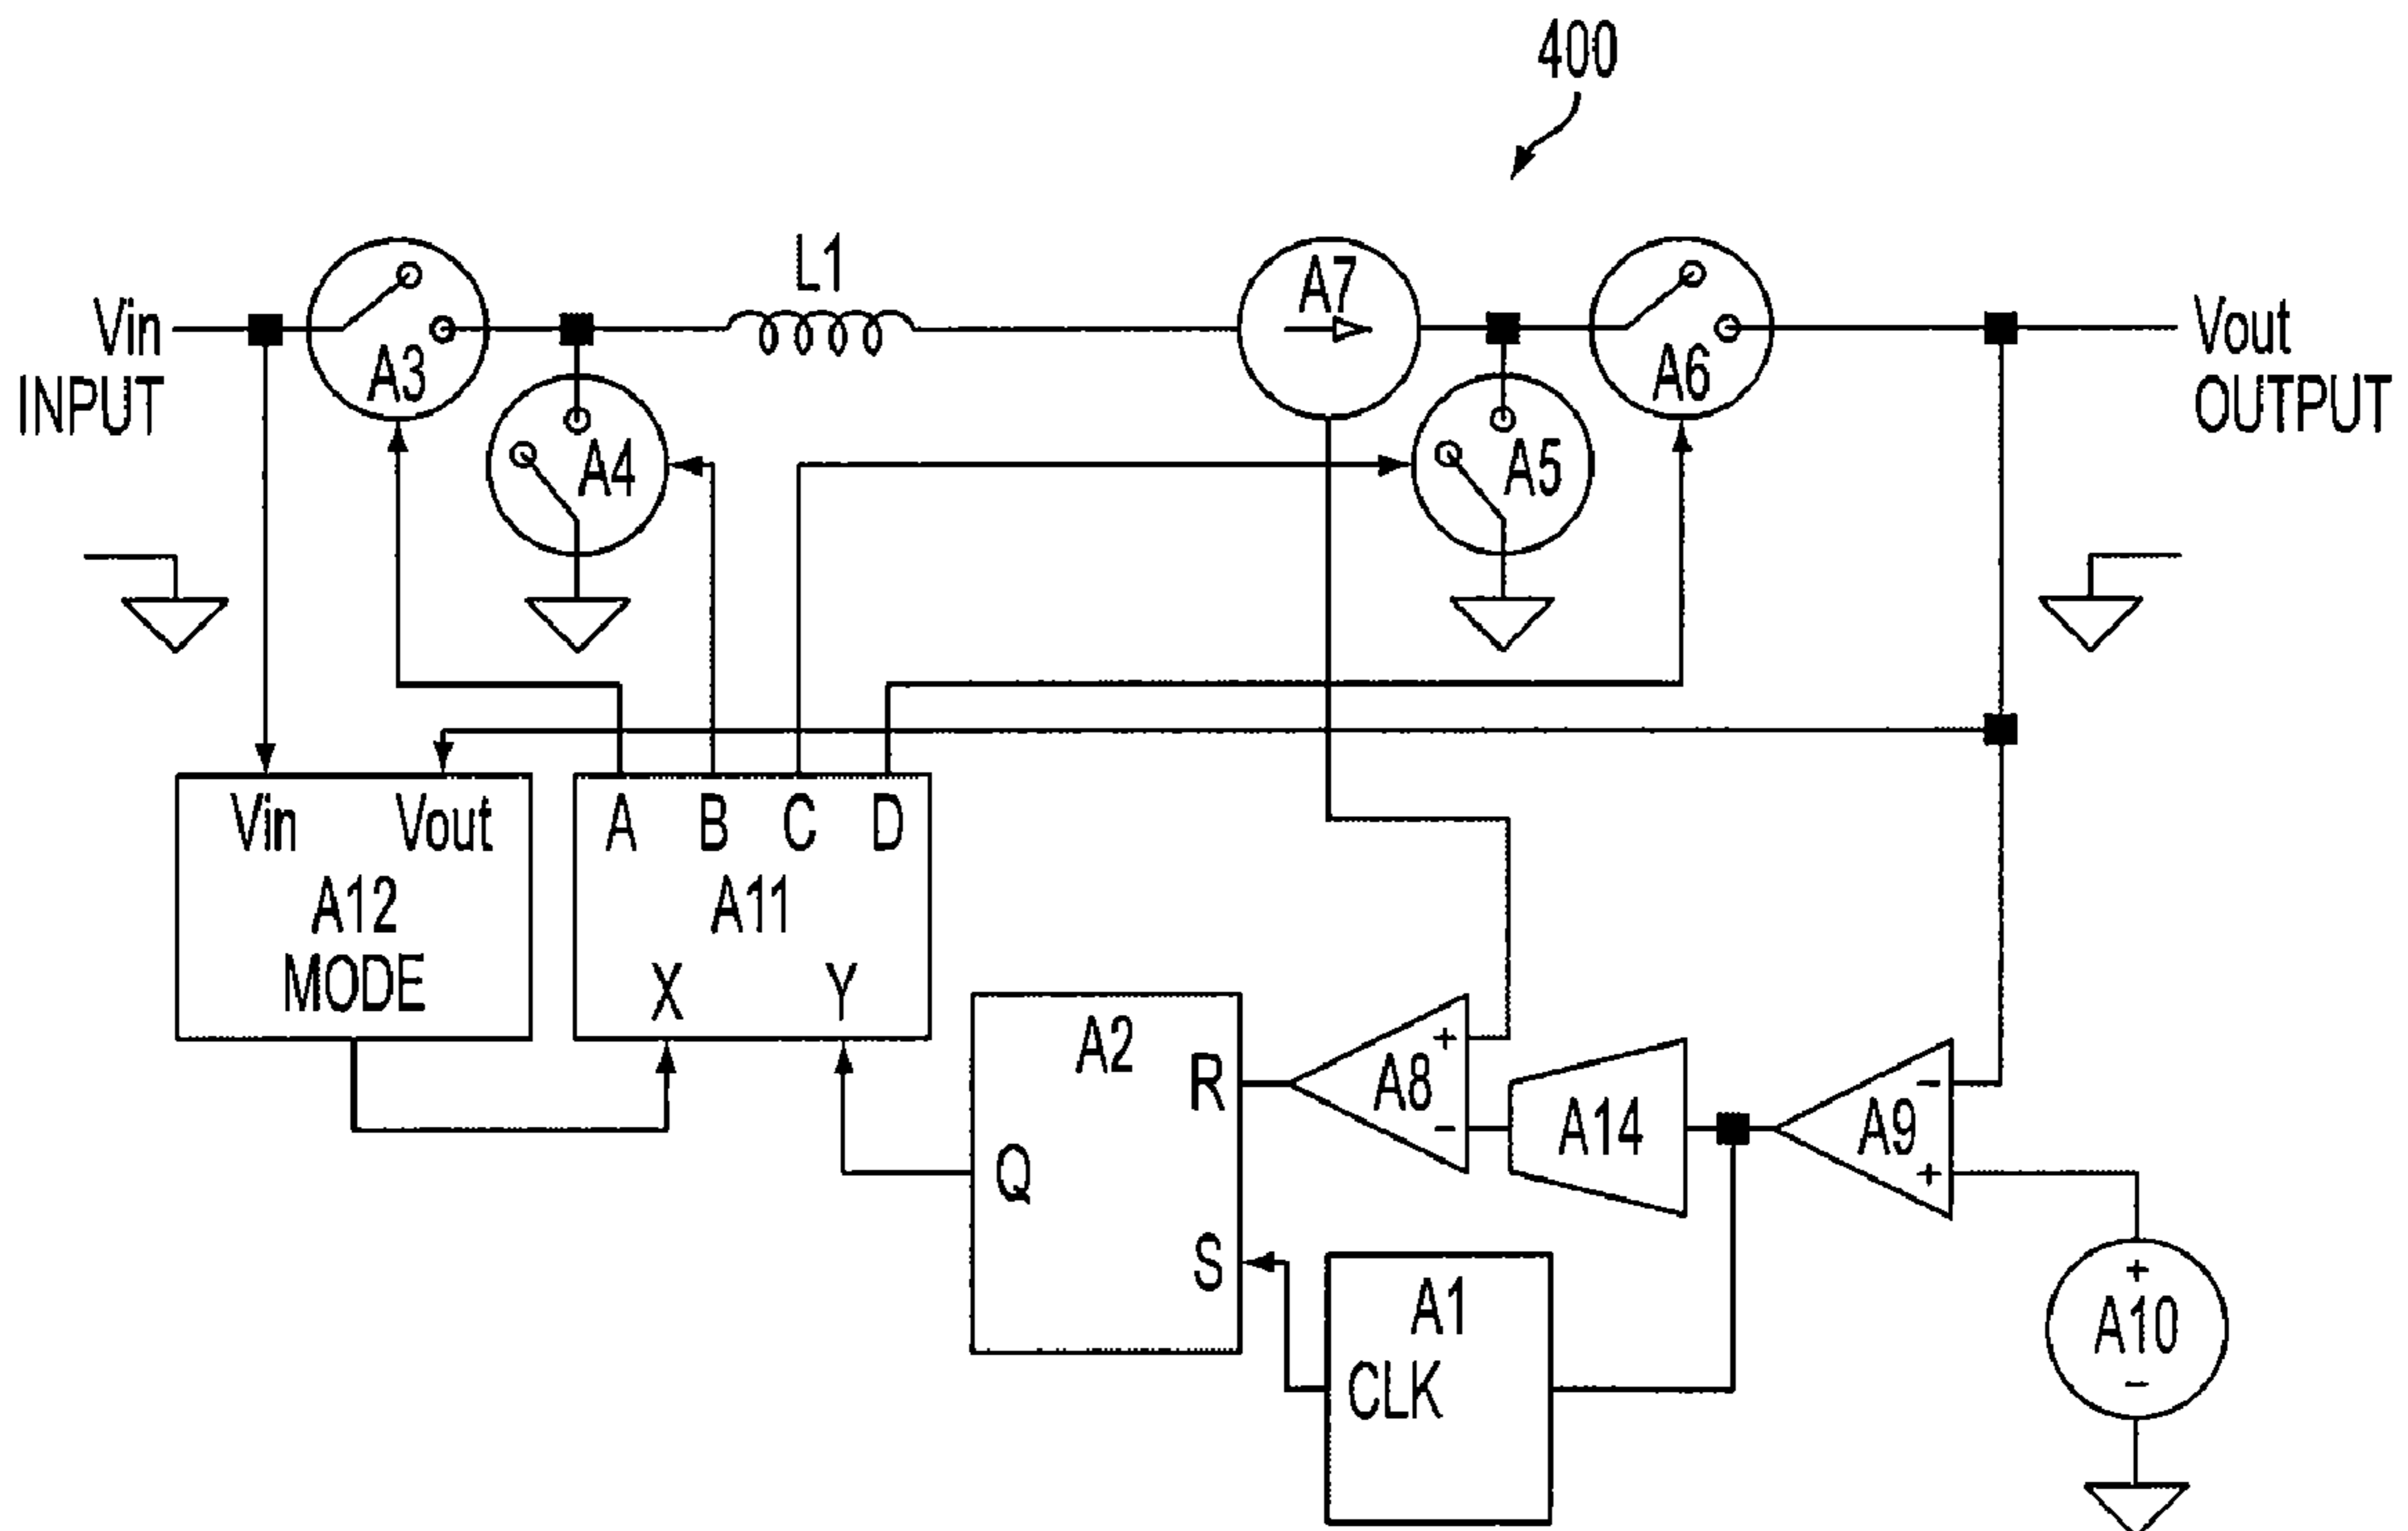 400
L1
A7
Vin
INPUT
A3
A6
Vout
OUTPUT
A4
A5
Vin Vout
A12
MODE
A B C D
A11
X Y
A2
R
Q
S
+
A8
-
A14
-
A9
+
A1
CLK
+
A10
-